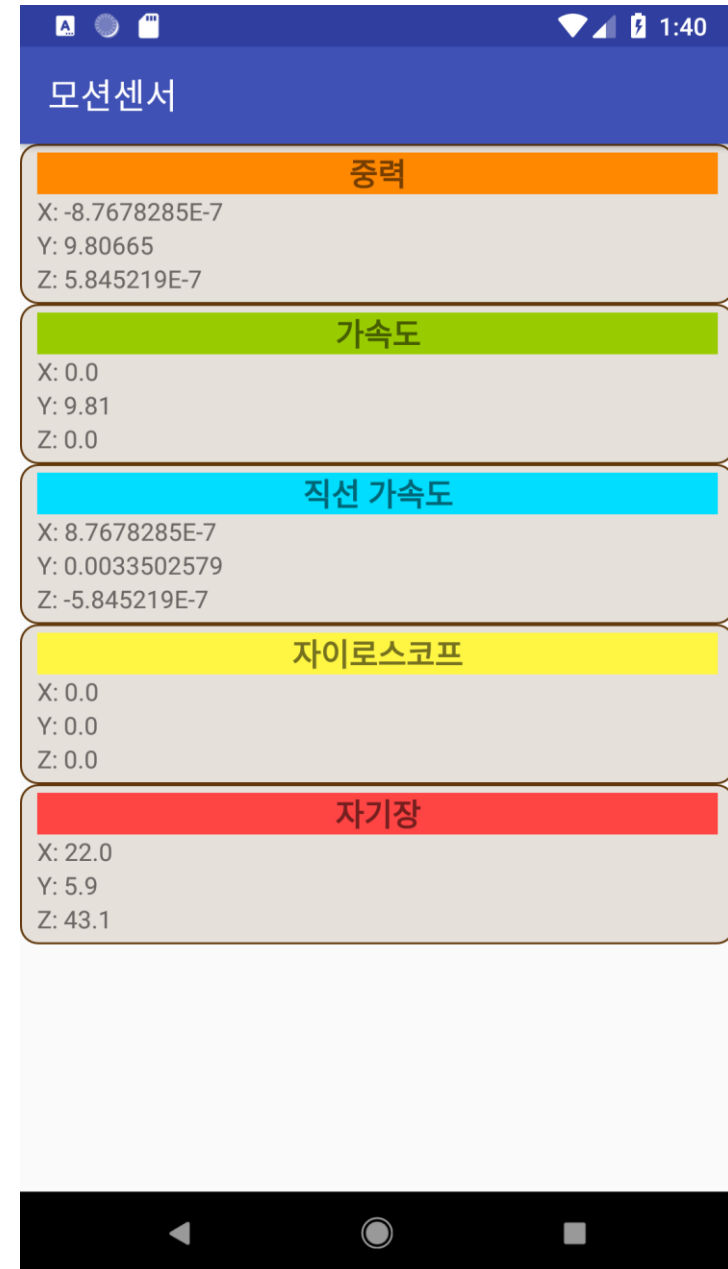 1:40
모션센서
중력
X: -8.7678285E-7
Y: 9.80665
Z: 5.845219E-7
가속도
X: 0.0
Y: 9.81
Z: 0.0
직선 가속도
X: 8.7678285E-7
Y: 0.0033502579
Z: -5.845219E-7
자이로스코프
X: 0.0
Y: 0.0
Z: 0.0
자기장
X: 22.0
Y: 5.9
Z: 43.1